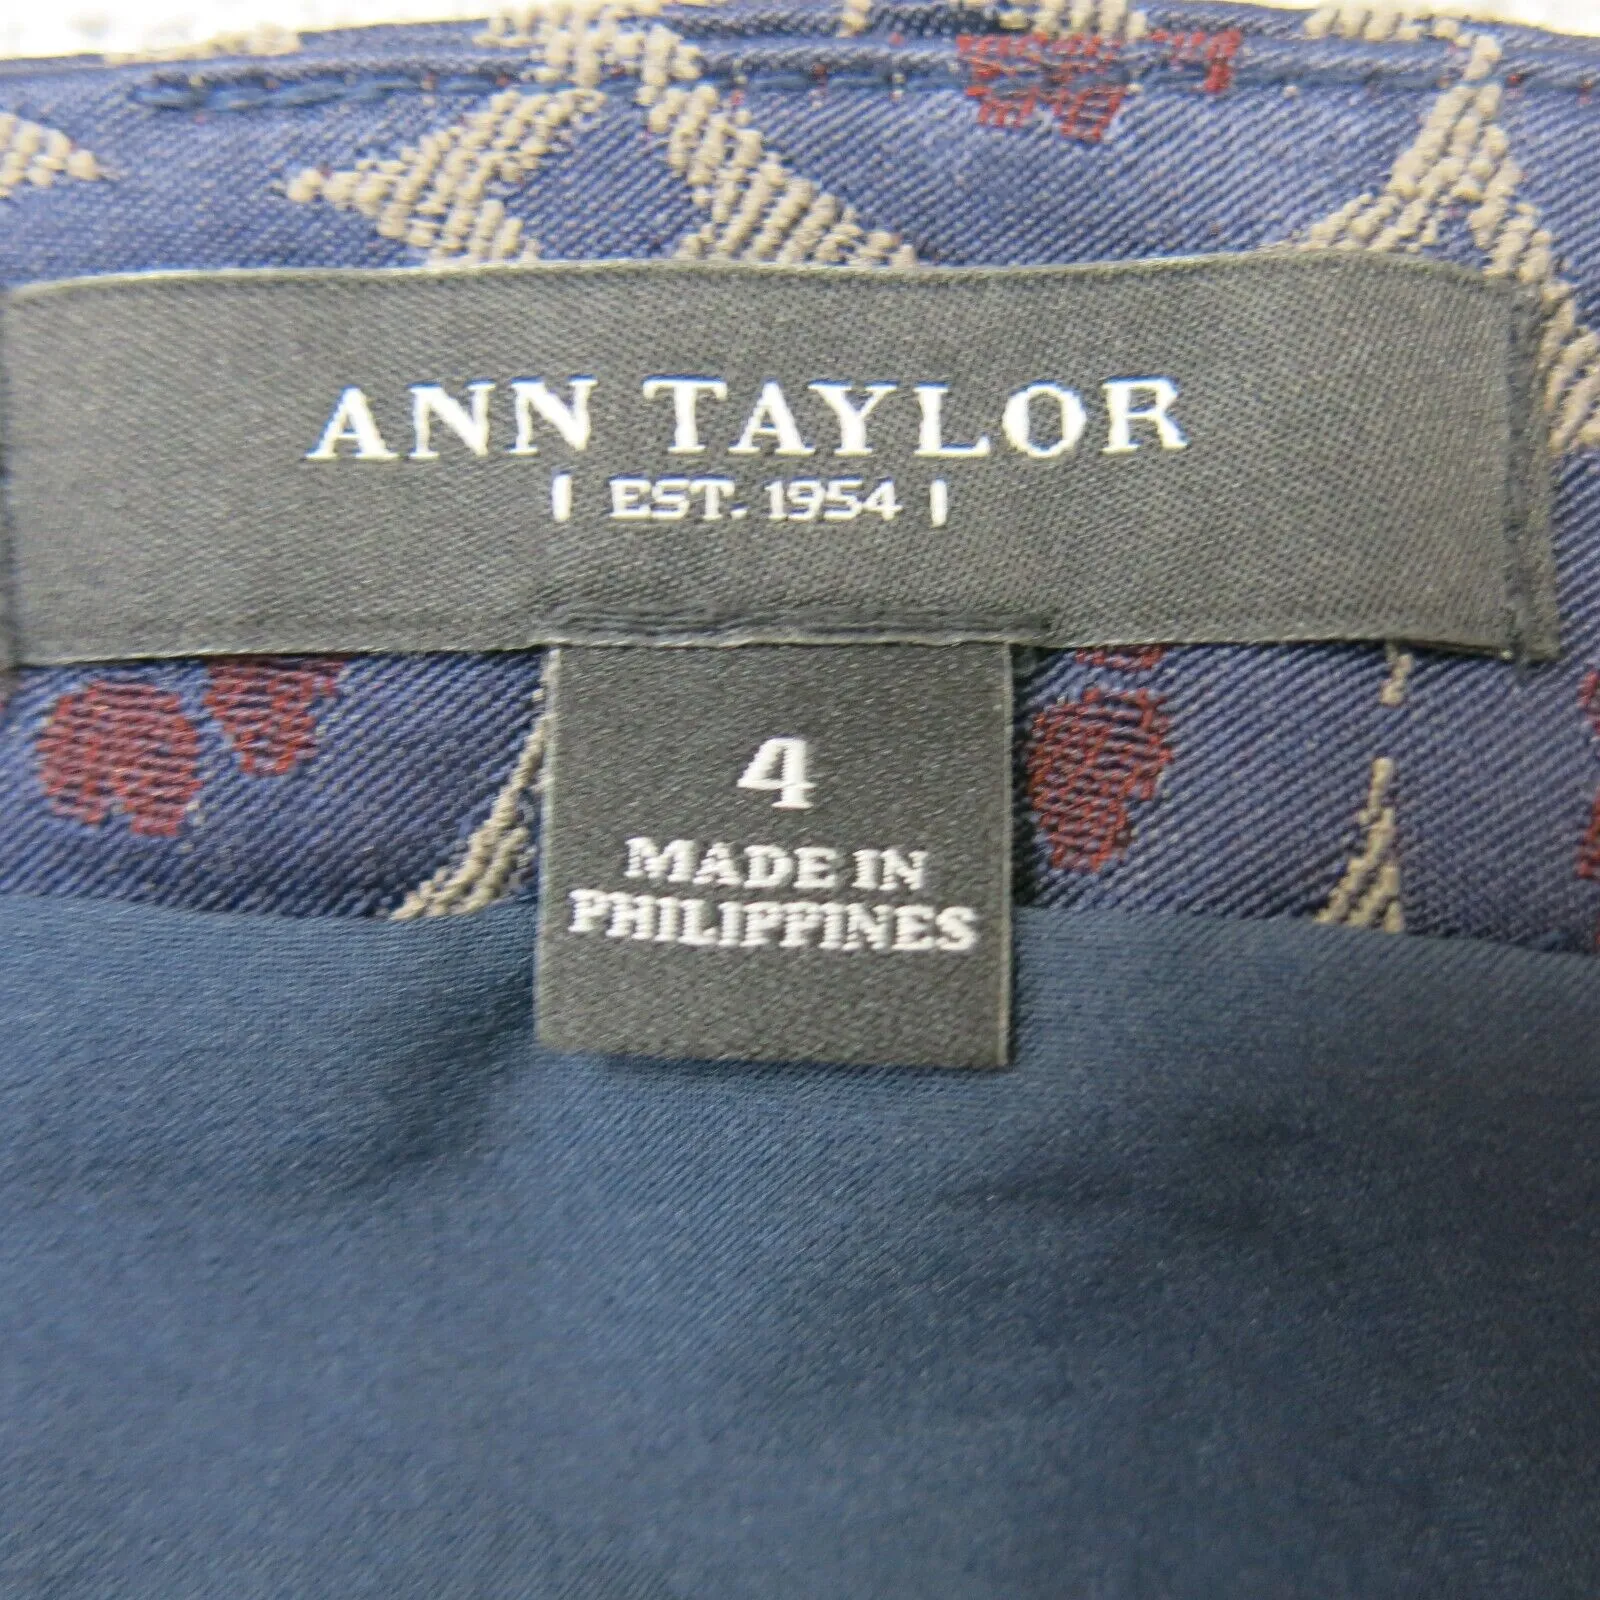 ANN TAYLOR
| EST. 1954 |
4
MADE IN
PHILIPPINES